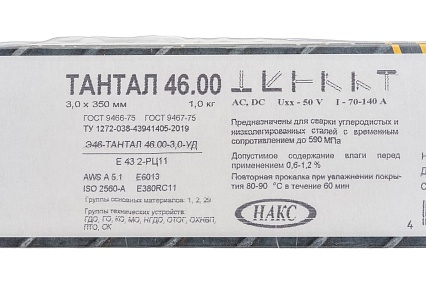 ТАНТАЛ 46.00
3,0 х 350 мм 1,0 кг
ГОСТ 9466-75 ГОСТ 9467-75
ТУ 1272-038-43941405-2019
Э46-ТАНТАЛ 46.00-3,0-УД
Е 43 2-РЦ11
AWS A 5.1 E6013
ISO 2560-A E380RC11
Группы основных материалов: 1, 2, 29
Группы технических устройств:
ГДО, ГО, КО, МО, НГДО, ОТОГ, ОХНВП,
ПТО, СК
AC, DC Uxx - 50 V I - 70-140 A
Предназначены для сварки углеродистых и
низколегированных сталей с временным
сопротивлением до 590 МПа
Допустимое содержание влаги перед
применением 0,6-1,2 %
Повторная прокалка при увлажнении покры-
тия 80-90 °С в течение 60 мин
НАКС
Н
4